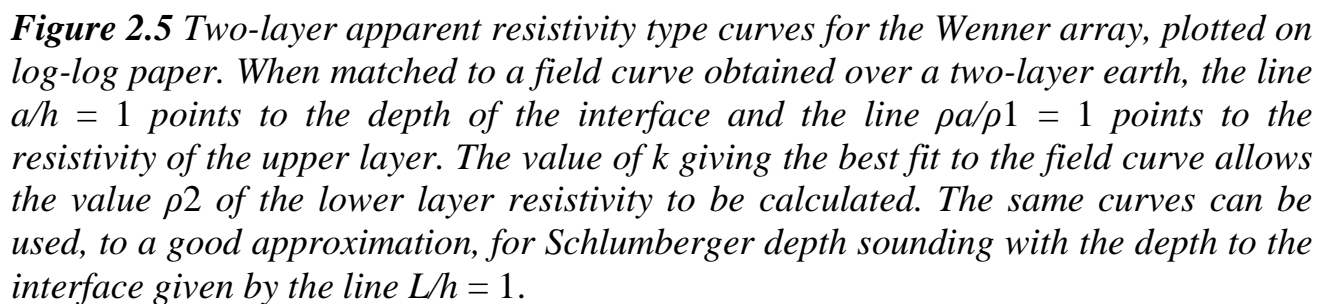 Figure 2.5 Two-layer apparent resistivity type curves for the Wenner array, plotted on
log-log paper. When matched to a field curve obtained over a two-layer earth, the line
a/h = 1 points to the depth of the interface and the line ρa/ρ1 = 1 points to the
resistivity of the upper layer. The value of k giving the best fit to the field curve allows
the value ρ2 of the lower layer resistivity to be calculated. The same curves can be
used, to a good approximation, for Schlumberger depth sounding with the depth to the
interface given by the line L/h = 1.